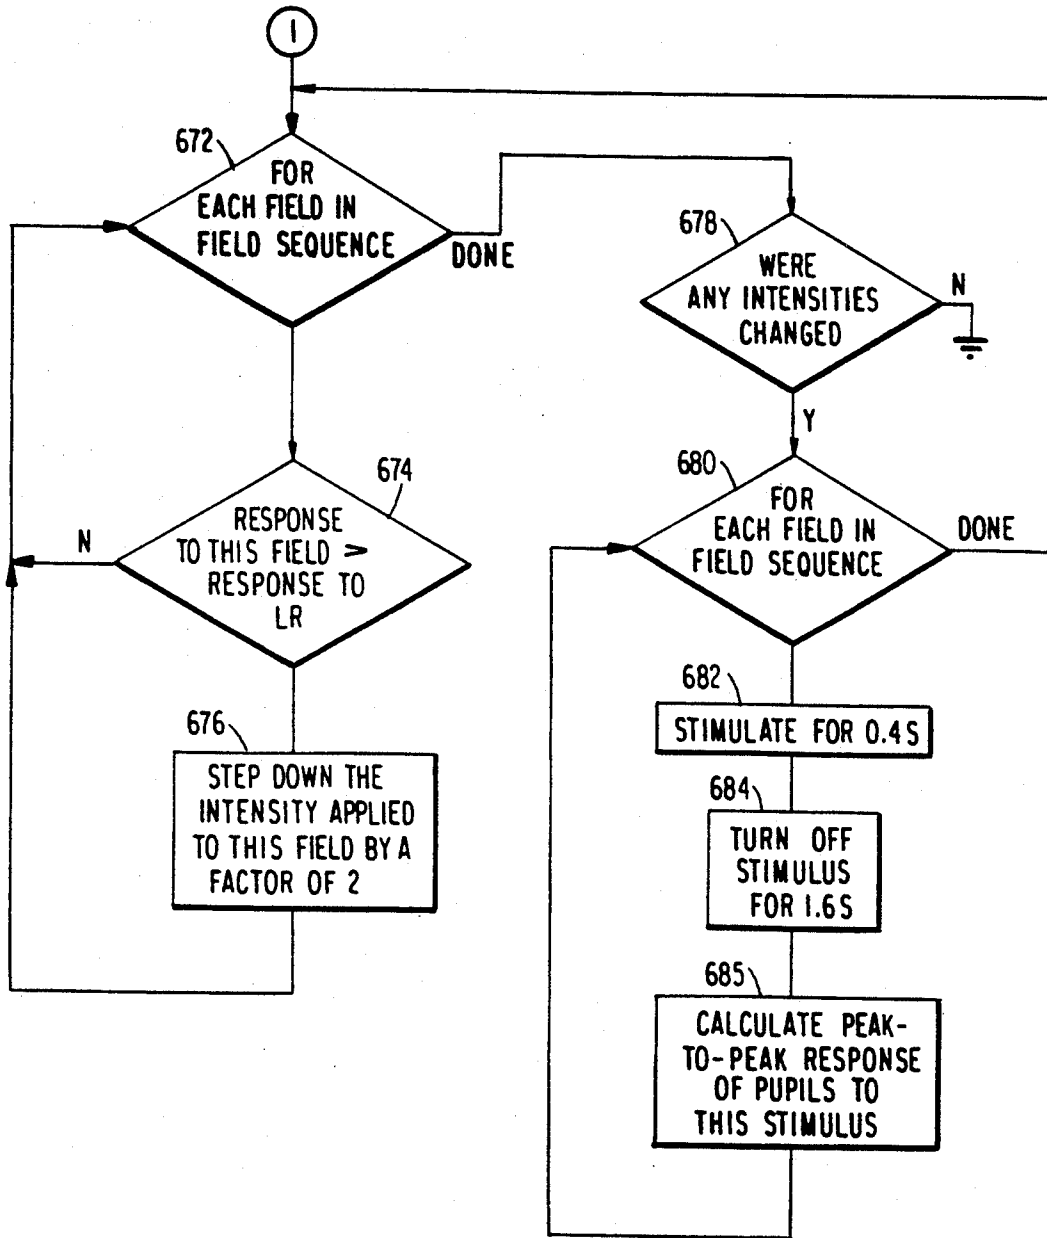 1
672
FOR
EACH FIELD IN
FIELD SEQUENCE
DONE
674
RESPONSE
TO THIS FIELD >
RESPONSE TO
LR
N
676
STEP DOWN THE
INTENSITY APPLIED
TO THIS FIELD BY A
FACTOR OF 2
678
WERE
ANY INTENSITIES
CHANGED
N
Y
680
FOR
EACH FIELD IN
FIELD SEQUENCE
DONE
682
STIMULATE FOR 0.4S
684
TURN OFF
STIMULUS
FOR 1.6S
685
CALCULATE PEAK-
TO-PEAK RESPONSE
OF PUPILS TO
THIS STIMULUS